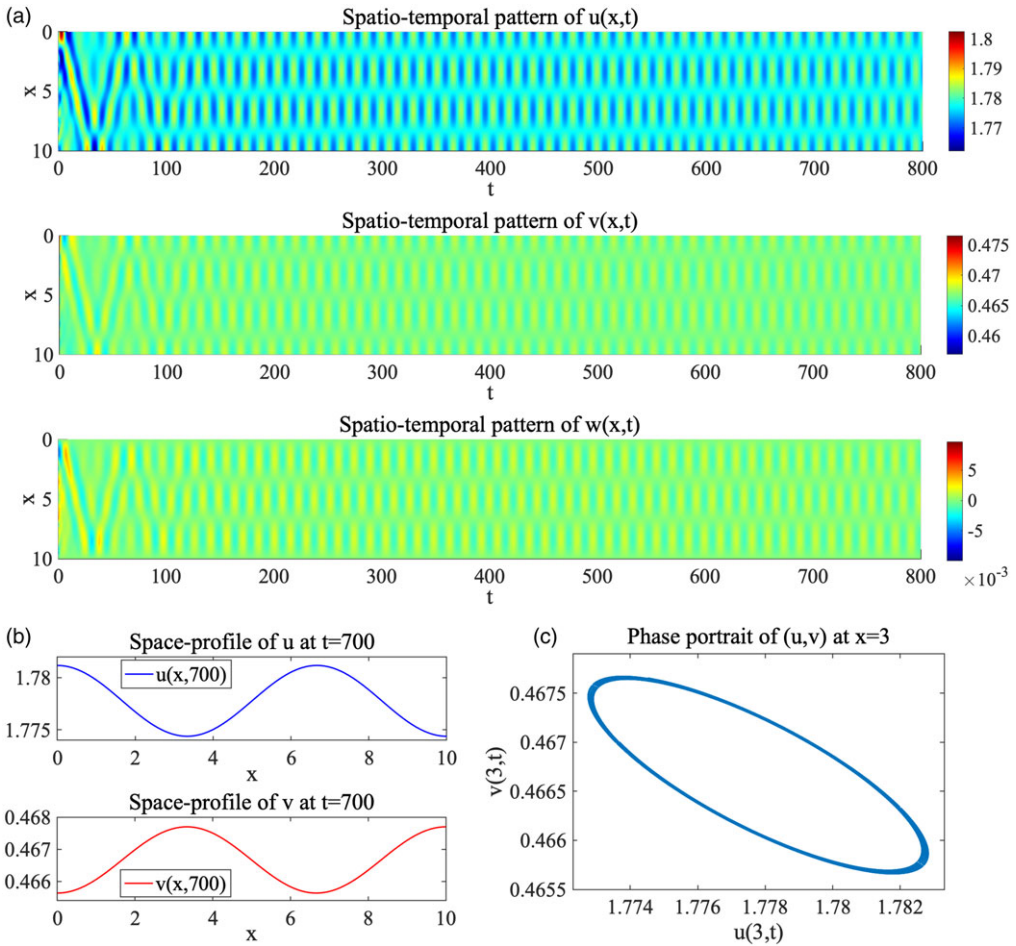 (a)
Spatio-temporal pattern of u(x,t)
0
5
10
x
0 100 200 300 400 500 600 700 800
t
1.8
1.79
1.78
1.77
Spatio-temporal pattern of v(x,t)
0
5
10
x
0 100 200 300 400 500 600 700 800
t
0.475
0.47
0.465
0.46
Spatio-temporal pattern of w(x,t)
0
5
10
x
0 100 200 300 400 500 600 700 800
t
5
0
-5
×10⁻³
(b)
Space-profile of u at t=700
1.78
1.775
u(x,700)
0 2 4 6 8 10
x
Space-profile of v at t=700
0.468
0.467
0.466
v(x,700)
0 2 4 6 8 10
x
(c)
Phase portrait of (u,v) at x=3
0.4675
0.467
0.4665
0.466
0.4655
v(3,t)
1.774 1.776 1.778 1.78 1.782
u(3,t)